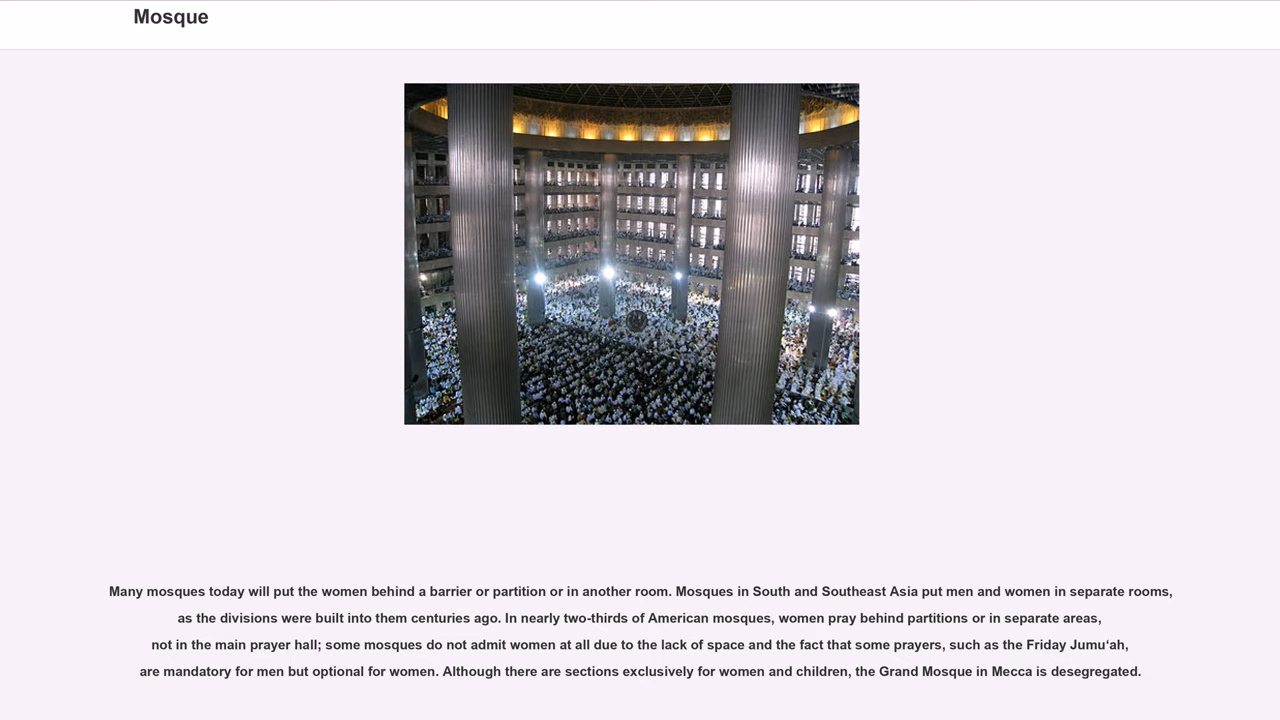 Mosque
Many mosques today will put the women behind a barrier or partition or in another room. Mosques in South and Southeast Asia put men and women in separate rooms,
as the divisions were built into them centuries ago. In nearly two-thirds of American mosques, women pray behind partitions or in separate areas,
not in the main prayer hall; some mosques do not admit women at all due to the lack of space and the fact that some prayers, such as the Friday Jumuʻah,
are mandatory for men but optional for women. Although there are sections exclusively for women and children, the Grand Mosque in Mecca is desegregated.